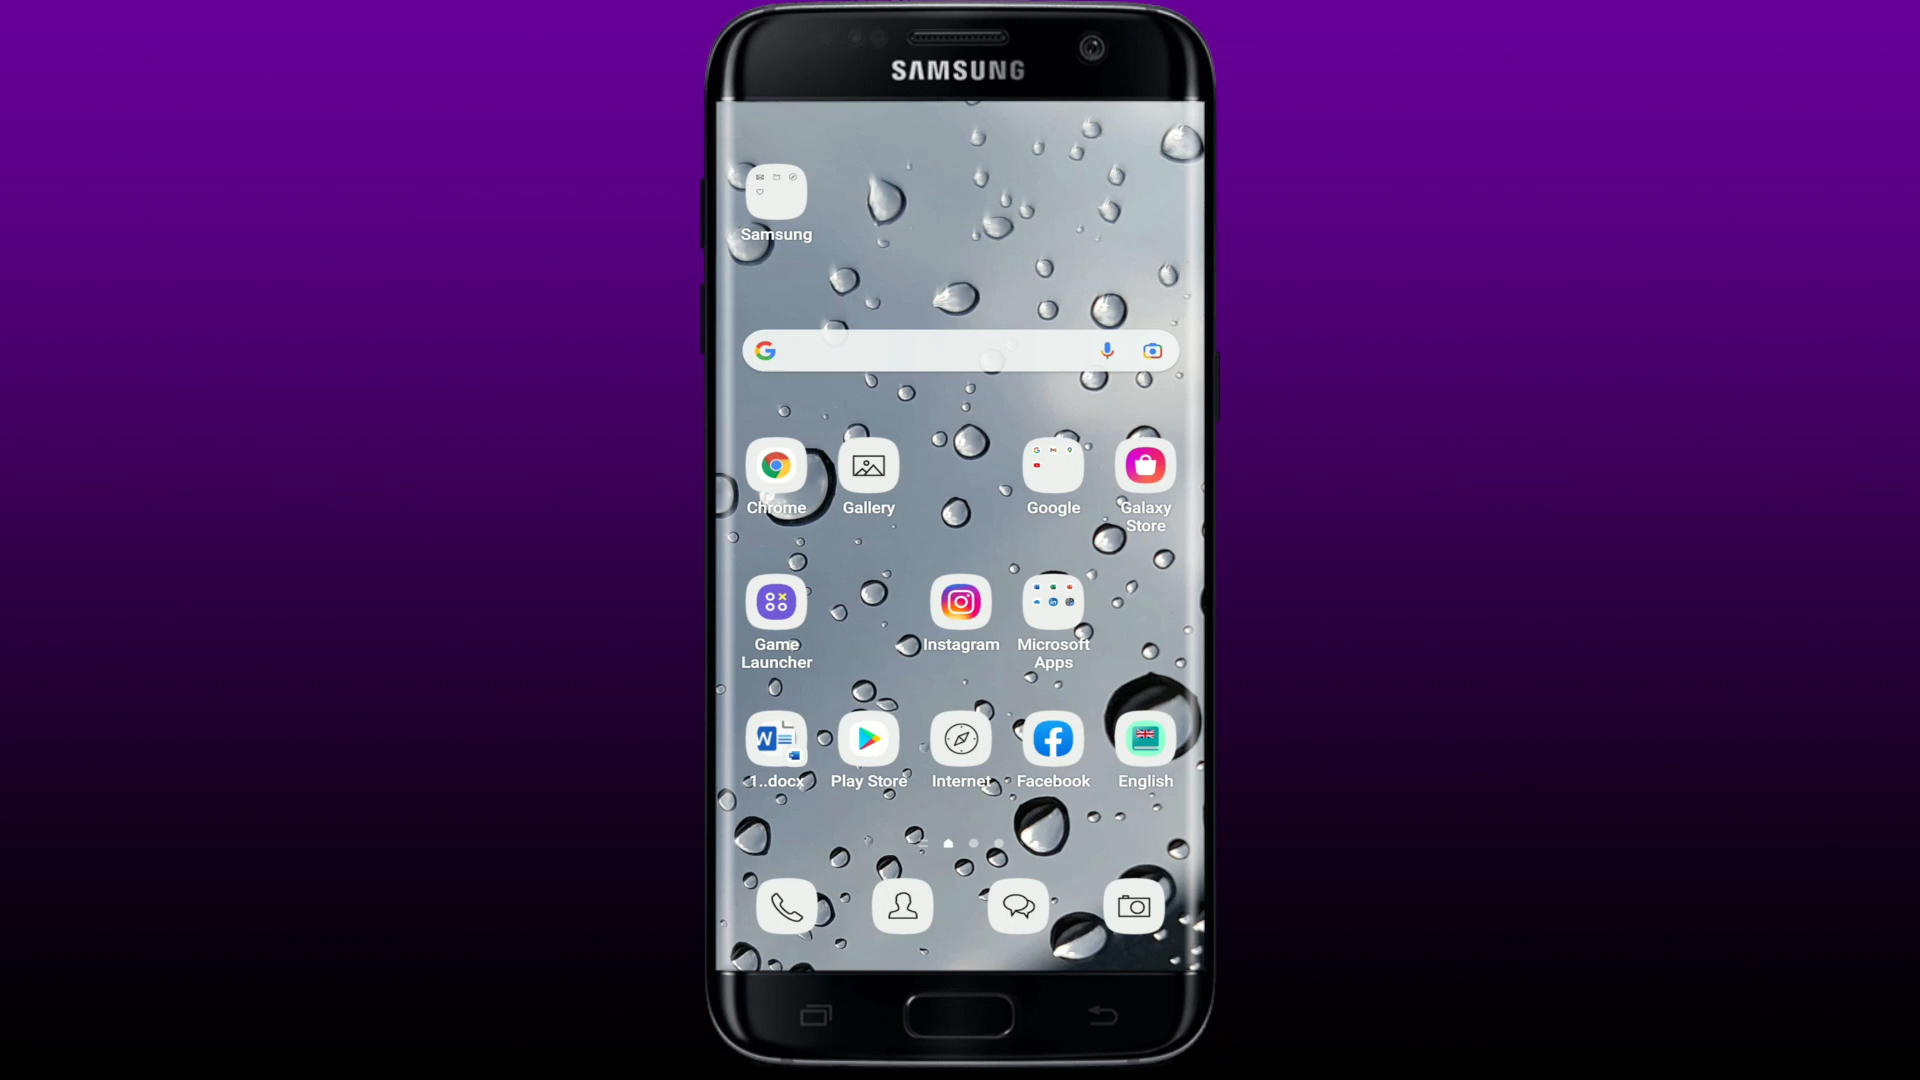 SAMSUNG
Samsung
Chrome
Gallery
Google
Galaxy
Store
Game
Launcher
Instagram
Microsoft
Apps
1..docx
Play Store
Internet
Facebook
English